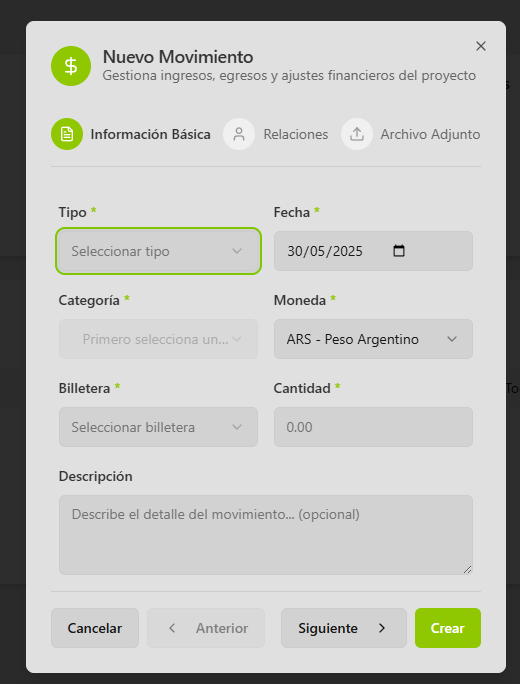 Nuevo Movimiento
Gestiona ingresos, egresos y ajustes financieros del proyecto
Información Básica Relaciones Archivo Adjunto
Tipo * Fecha *
Seleccionar tipo 30/05/2025
Categoría * Moneda *
Primero selecciona un... ARS - Peso Argentino
Billetera * Cantidad *
Seleccionar billetera 0.00
Descripción
Describe el detalle del movimiento... (opcional)
Cancelar Anterior Siguiente Crear